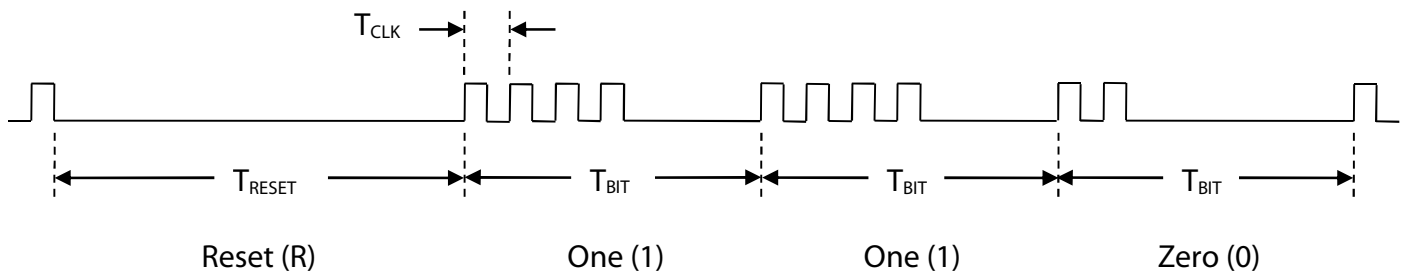 TCLK
TRESET TBIT TBIT TBIT
Reset (R) One (1) One (1) Zero (0)